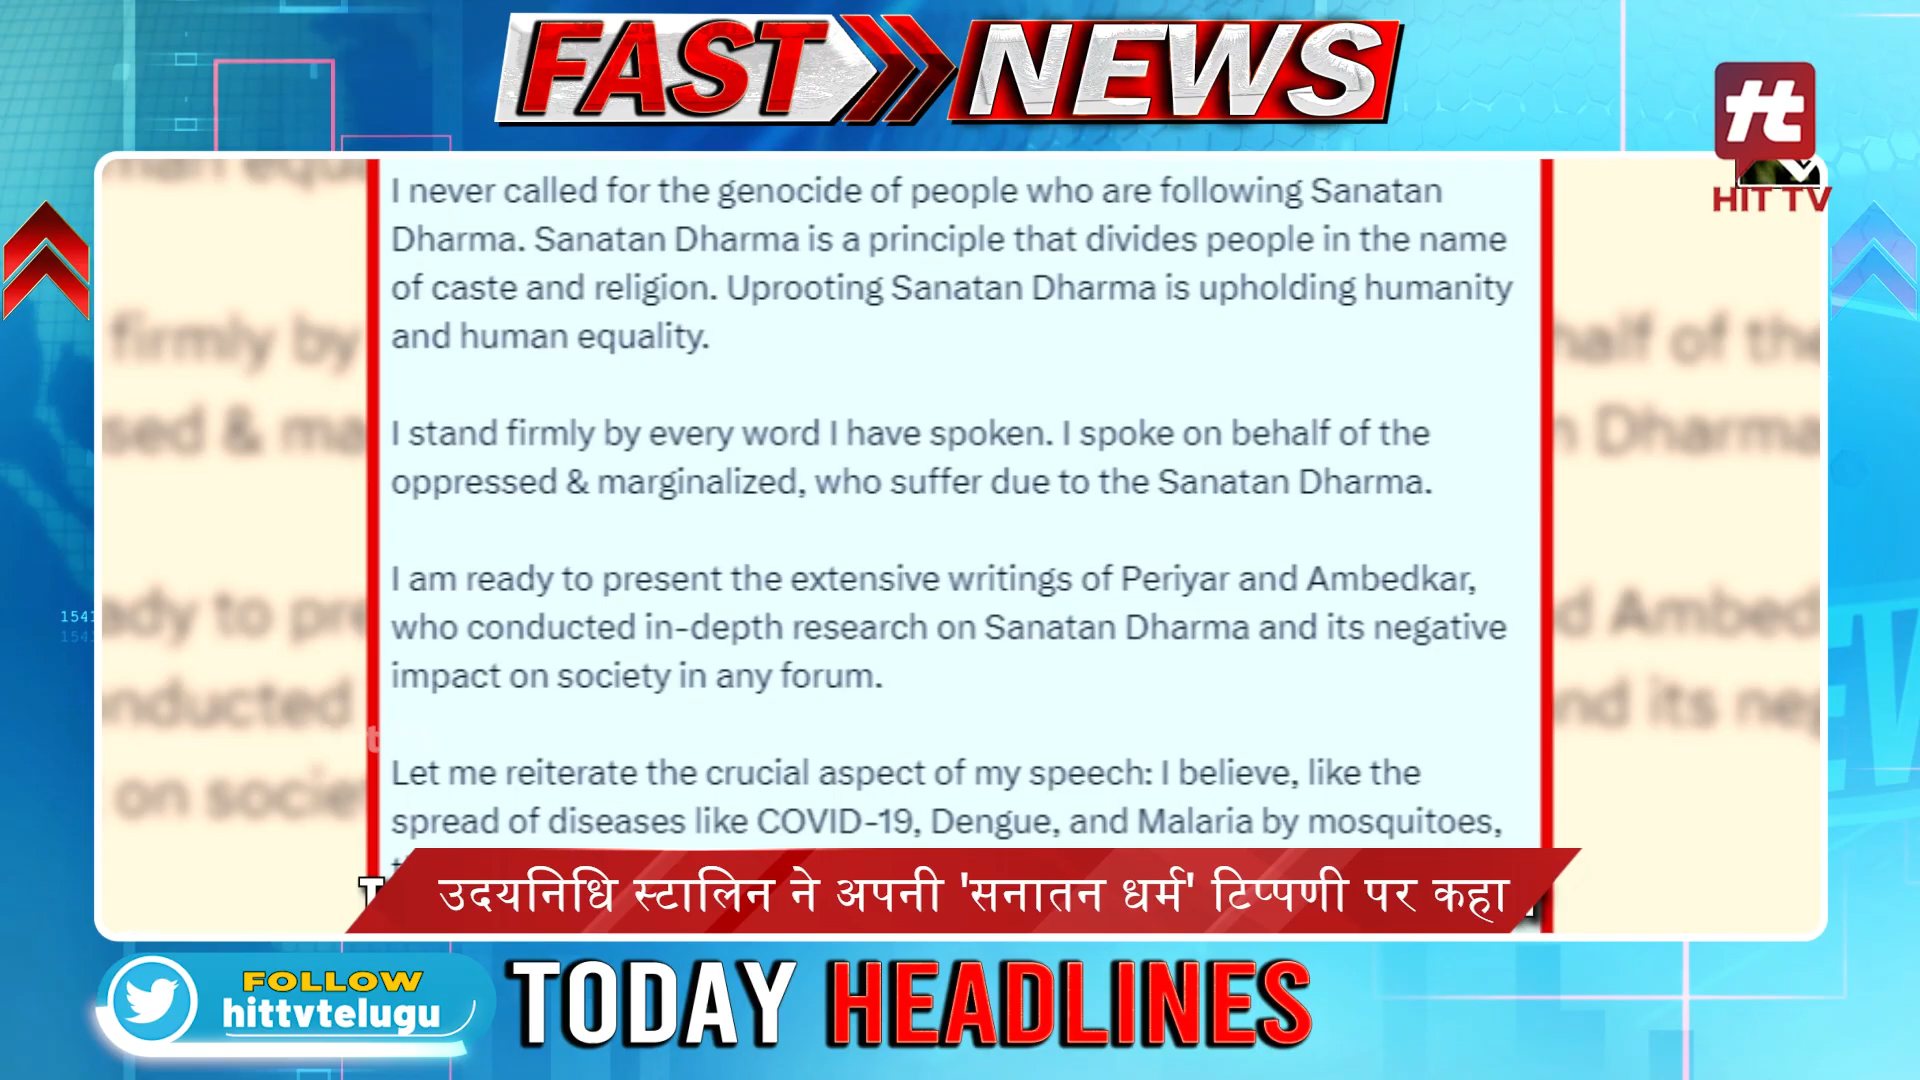 FAST NEWS
HIT TV
I never called for the genocide of people who are following Sanatan
Dharma. Sanatan Dharma is a principle that divides people in the name
of caste and religion. Uprooting Sanatan Dharma is upholding humanity
and human equality.
I stand firmly by every word I have spoken. I spoke on behalf of the
oppressed & marginalized, who suffer due to the Sanatan Dharma.
I am ready to present the extensive writings of Periyar and Ambedkar,
who conducted in-depth research on Sanatan Dharma and its negative
impact on society in any forum.
Let me reiterate the crucial aspect of my speech: I believe, like the
spread of diseases like COVID-19, Dengue, and Malaria by mosquitoes,
उदयनिधि स्टालिन ने अपनी 'सनातन धर्म' टिप्पणी पर कहा
FOLLOW
hittvtelugu
TODAY HEADLINES